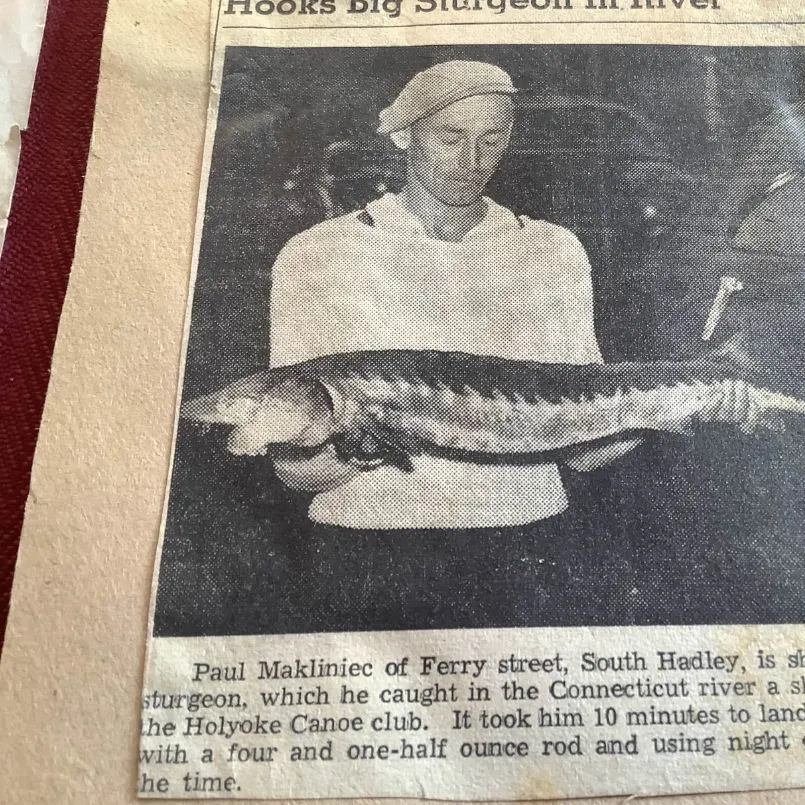 Hooks Big Sturgeon in River
Paul Makliniec of Ferry street, South Hadley, is
sturgeon, which he caught in the Connecticut river a
the Holyoke Canoe club. It took him 10 minutes to land
with a four and one-half ounce rod and using night
he time.